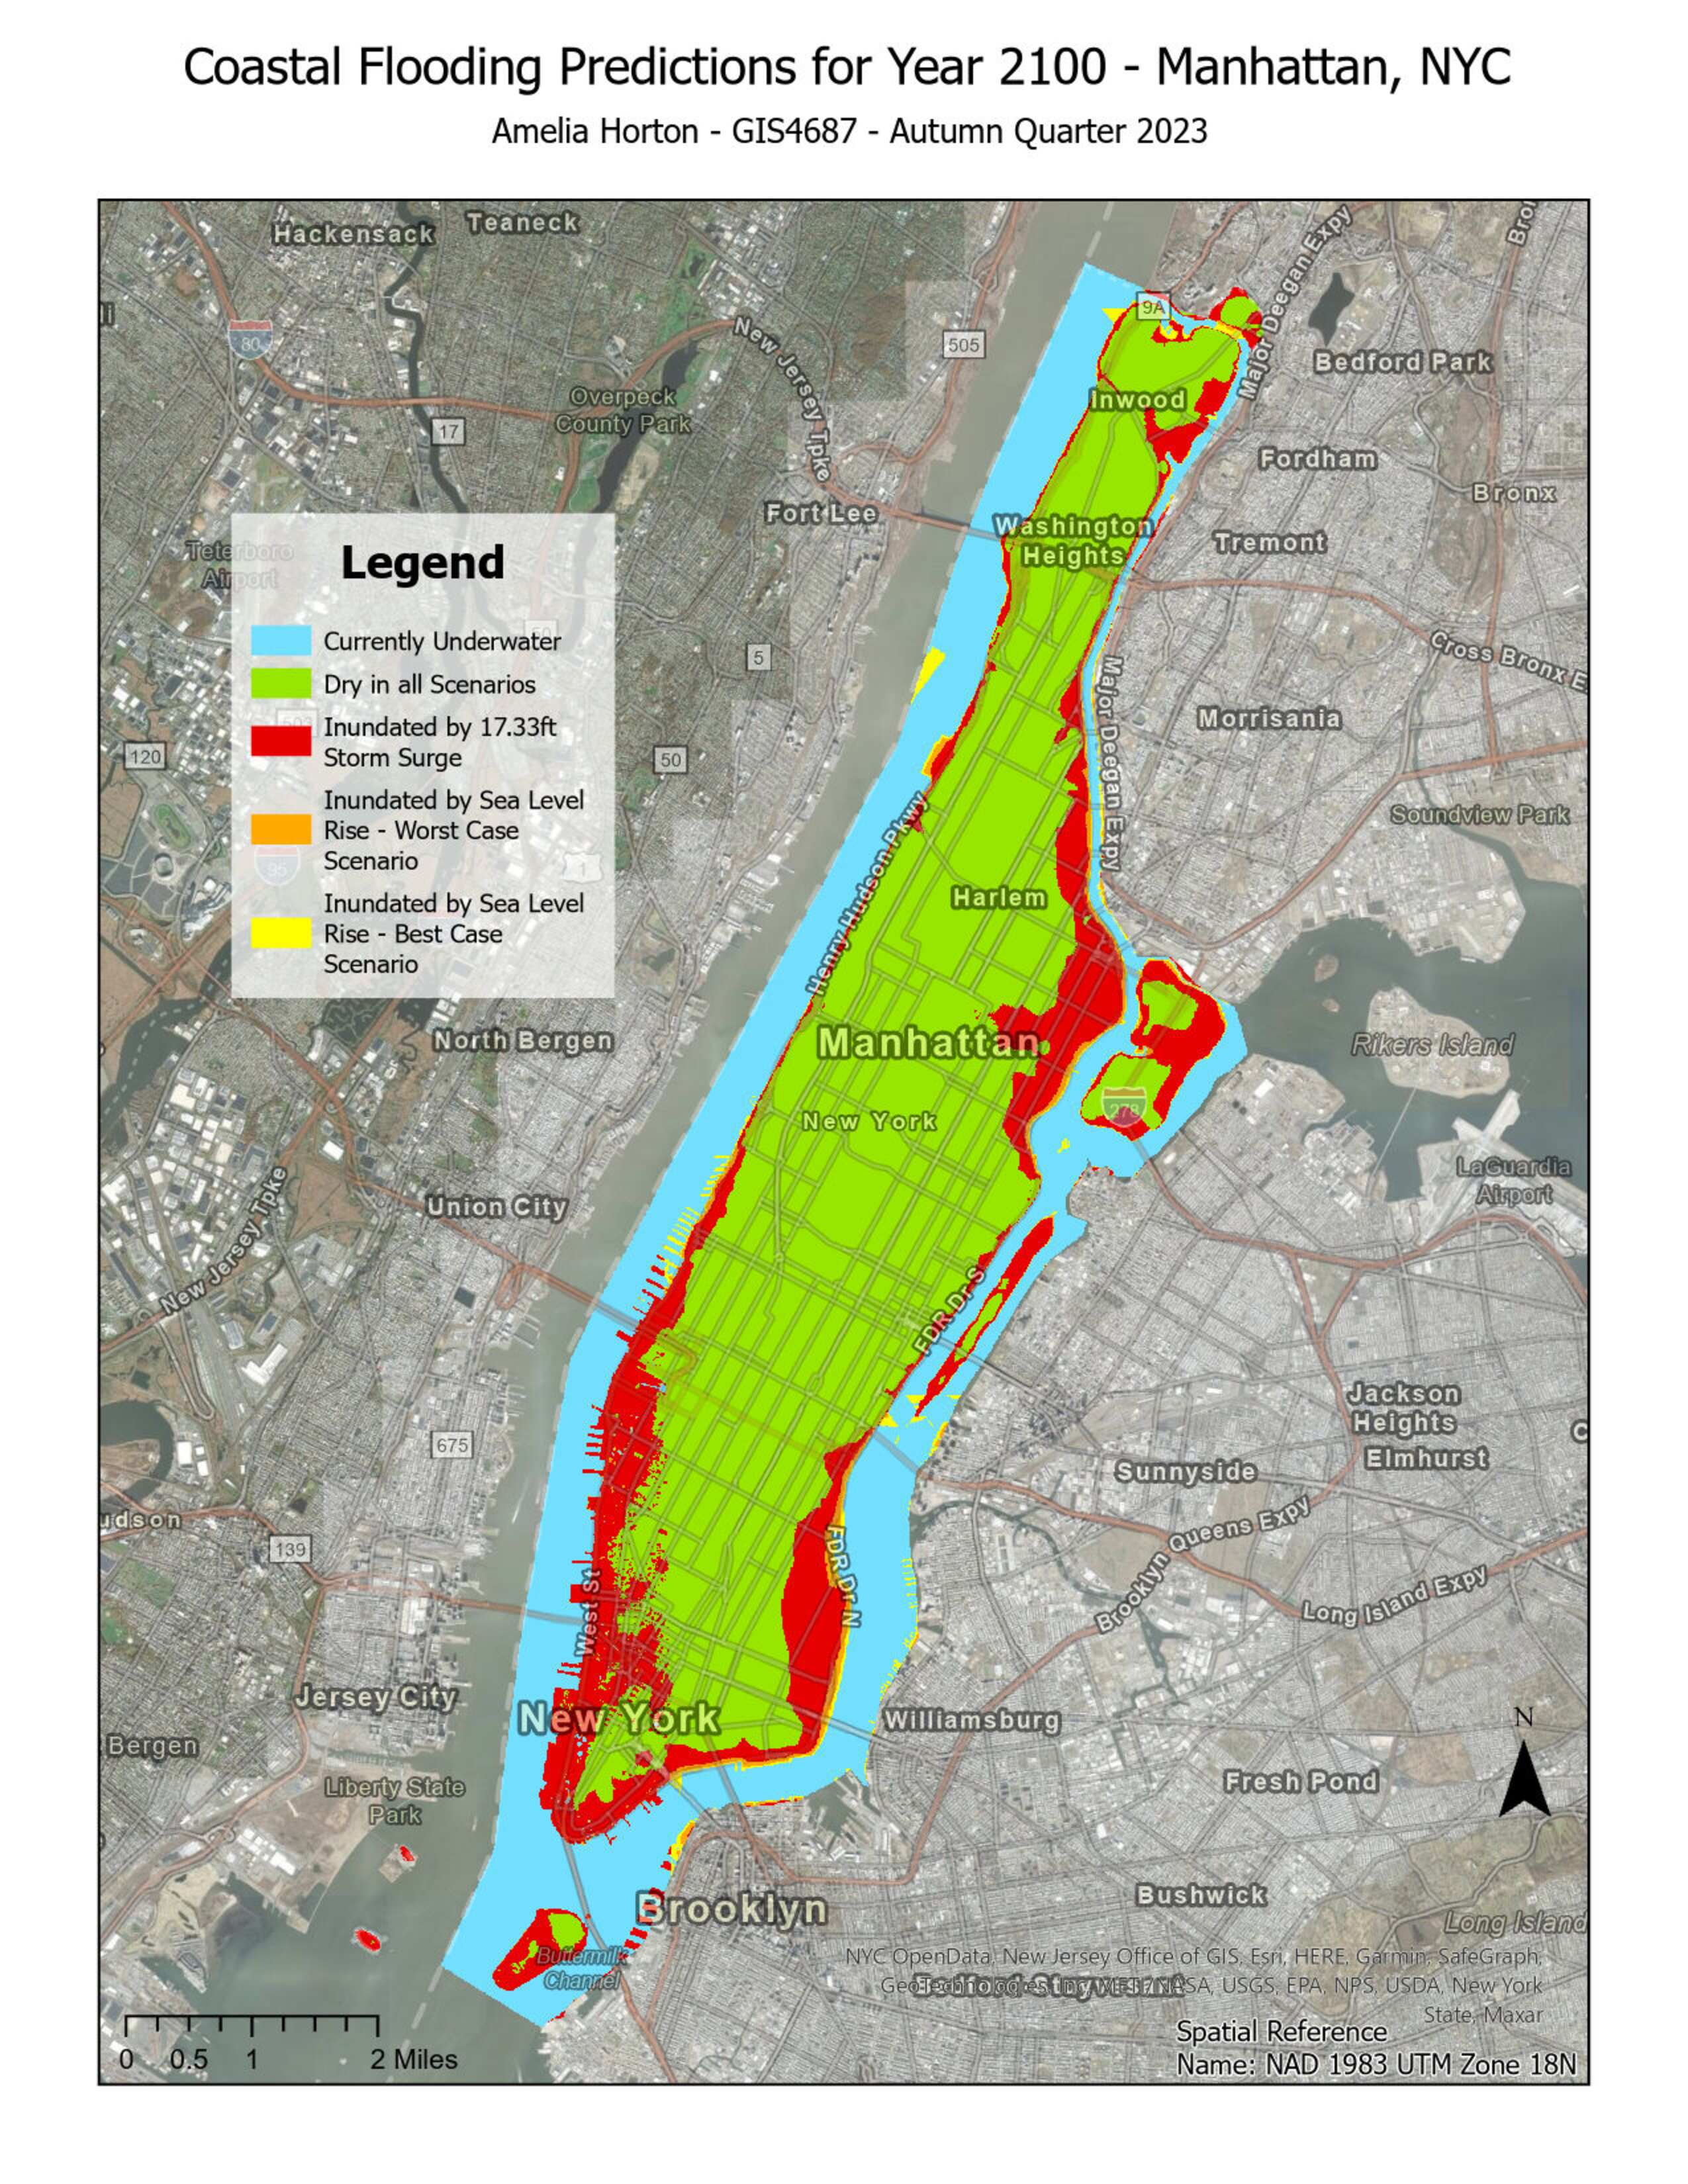 Coastal Flooding Predictions for Year 2100 - Manhattan, NYC
Amelia Horton - GIS4687 - Autumn Quarter 2023
Hackensack
Teaneck
Major Deegan Expy
9A
80
New Jersey Tpke
505
Bedford Park
Overpeck
County Park
Inwood
17
Fordham
Bronx
Fort Lee
Washington
Heights
Tremont
Teterboro
Airport
Legend
Currently Underwater
Dry in all Scenarios
Inundated by 17.33ft
Storm Surge
Inundated by Sea Level
Rise - Worst Case
Scenario
Inundated by Sea Level
Rise - Best Case
Scenario
503
95
1
5
Cross Bronx E
Major Deegan Expy
Morrisania
120
50
Soundview Park
Henry Hudson Pkwy
Harlem
North Bergen
Manhattan
Rikers Island
278
New York
LaGuardia
Airport
New Jersey Tpke
Union City
FDR Dr S
Jackson
Heights
Elmhurst
675
Sunnyside
udson
139
FDR Dr N
Brooklyn Queens Expy
Long Island Expy
West St
Jersey City
New York
Williamsburg
Bergen
N
Liberty State
Park
Fresh Pond
Brooklyn
Bushwick
Long Island
Buttermilk
Channel
NYC OpenData, New Jersey Office of GIS, Esri, HERE, Garmin, SafeGraph,
GeoTechnologies, Inc, METI/NASA, USGS, EPA, NPS, USDA, New York
State, Maxar
0 0.5 1 2 Miles
Spatial Reference
Name: NAD 1983 UTM Zone 18N